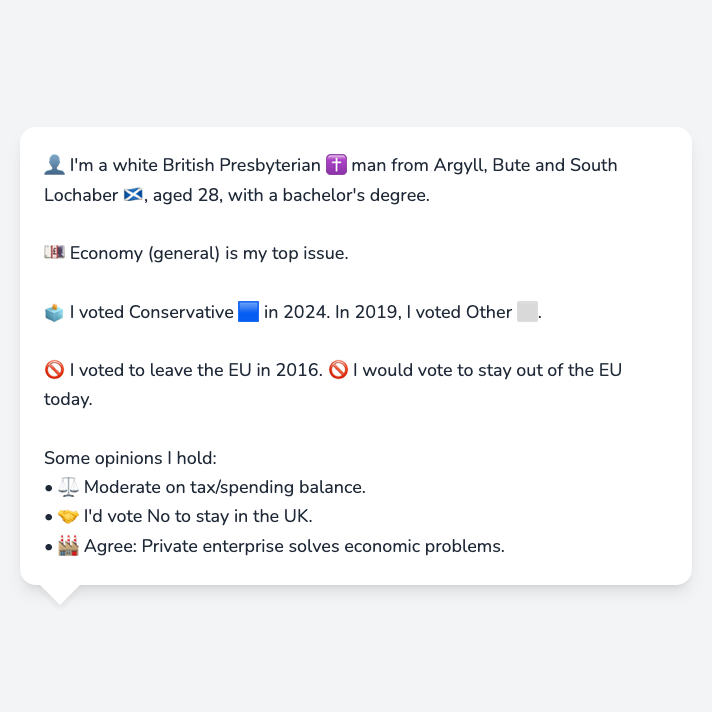 👤 I'm a white British Presbyterian ✝️ man from Argyll, Bute and South
Lochaber 🏴󠁧󠁢󠁳󠁣󠁴󠁿, aged 28, with a bachelor's degree.
💷 Economy (general) is my top issue.
🗳️ I voted Conservative 🟦 in 2024. In 2019, I voted Other ⬜.
🚫 I voted to leave the EU in 2016. 🚫 I would vote to stay out of the EU
today.
Some opinions I hold:
• ⚖️ Moderate on tax/spending balance.
• 🤝 I'd vote No to stay in the UK.
• 🏭 Agree: Private enterprise solves economic problems.